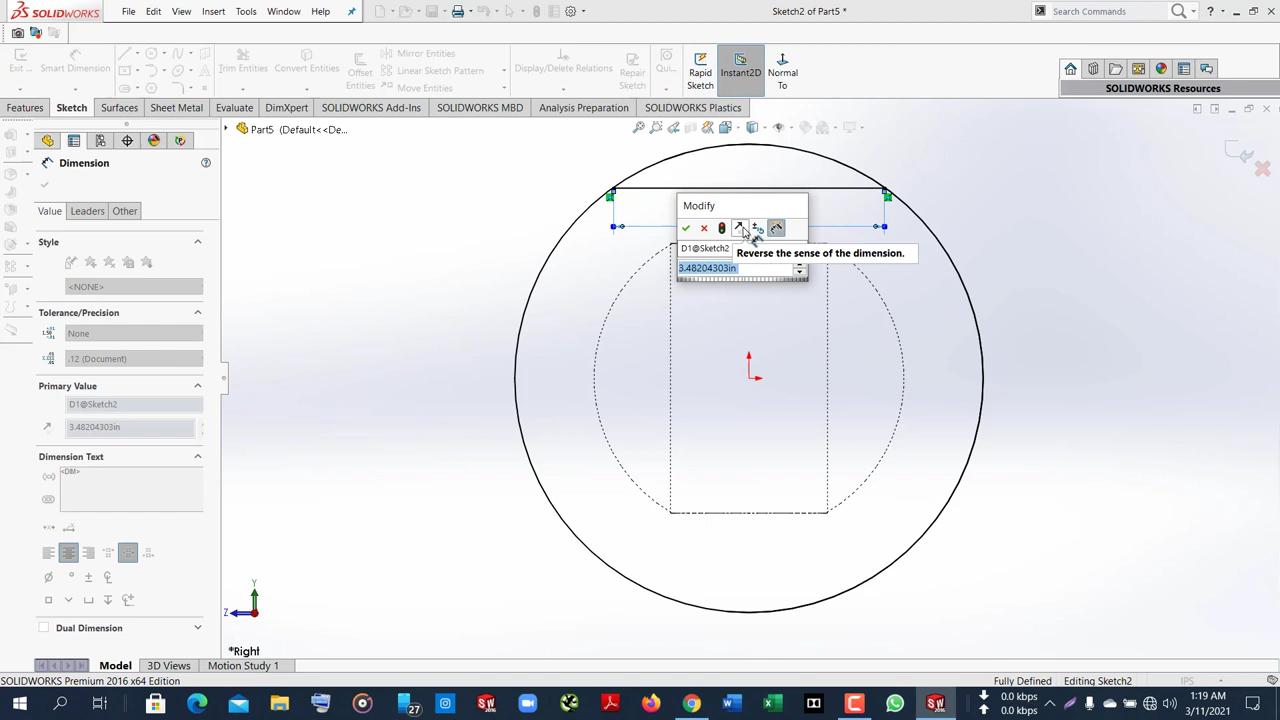 SOLIDWORKS File Edit View Insert Tools Window Help Sketch2 of Part5 * Search Commands ?
Exit ... Smart Dimension Trim Entities Convert Entities Offset Entities Mirror Entities Linear Sketch Pattern Move Entities Display/Delete Relations Repair Sketch Qui... Rapid Sketch Instant2D Normal To
SOLIDWORKS Resources
Features Sketch Surfaces Sheet Metal Evaluate DimXpert SOLIDWORKS Add-Ins SOLIDWORKS MBD Analysis Preparation SOLIDWORKS Plastics
Part5 (Default<<De...
Dimension
Value Leaders Other
Style
<NONE>
Tolerance/Precision
None
.12 (Document)
Primary Value
D1@Sketch2
3.48204303in
Dimension Text
<DIM>
Dual Dimension
Modify
D1@Sketch2
Reverse the sense of the dimension.
3.48204303in
Y
Z
*Right
Model 3D Views Motion Study 1
SOLIDWORKS Premium 2016 x64 Edition Fully Defined Editing Sketch2 IPS
27
0.0 kbps
0.0 kbps
1:19 AM
3/11/2021